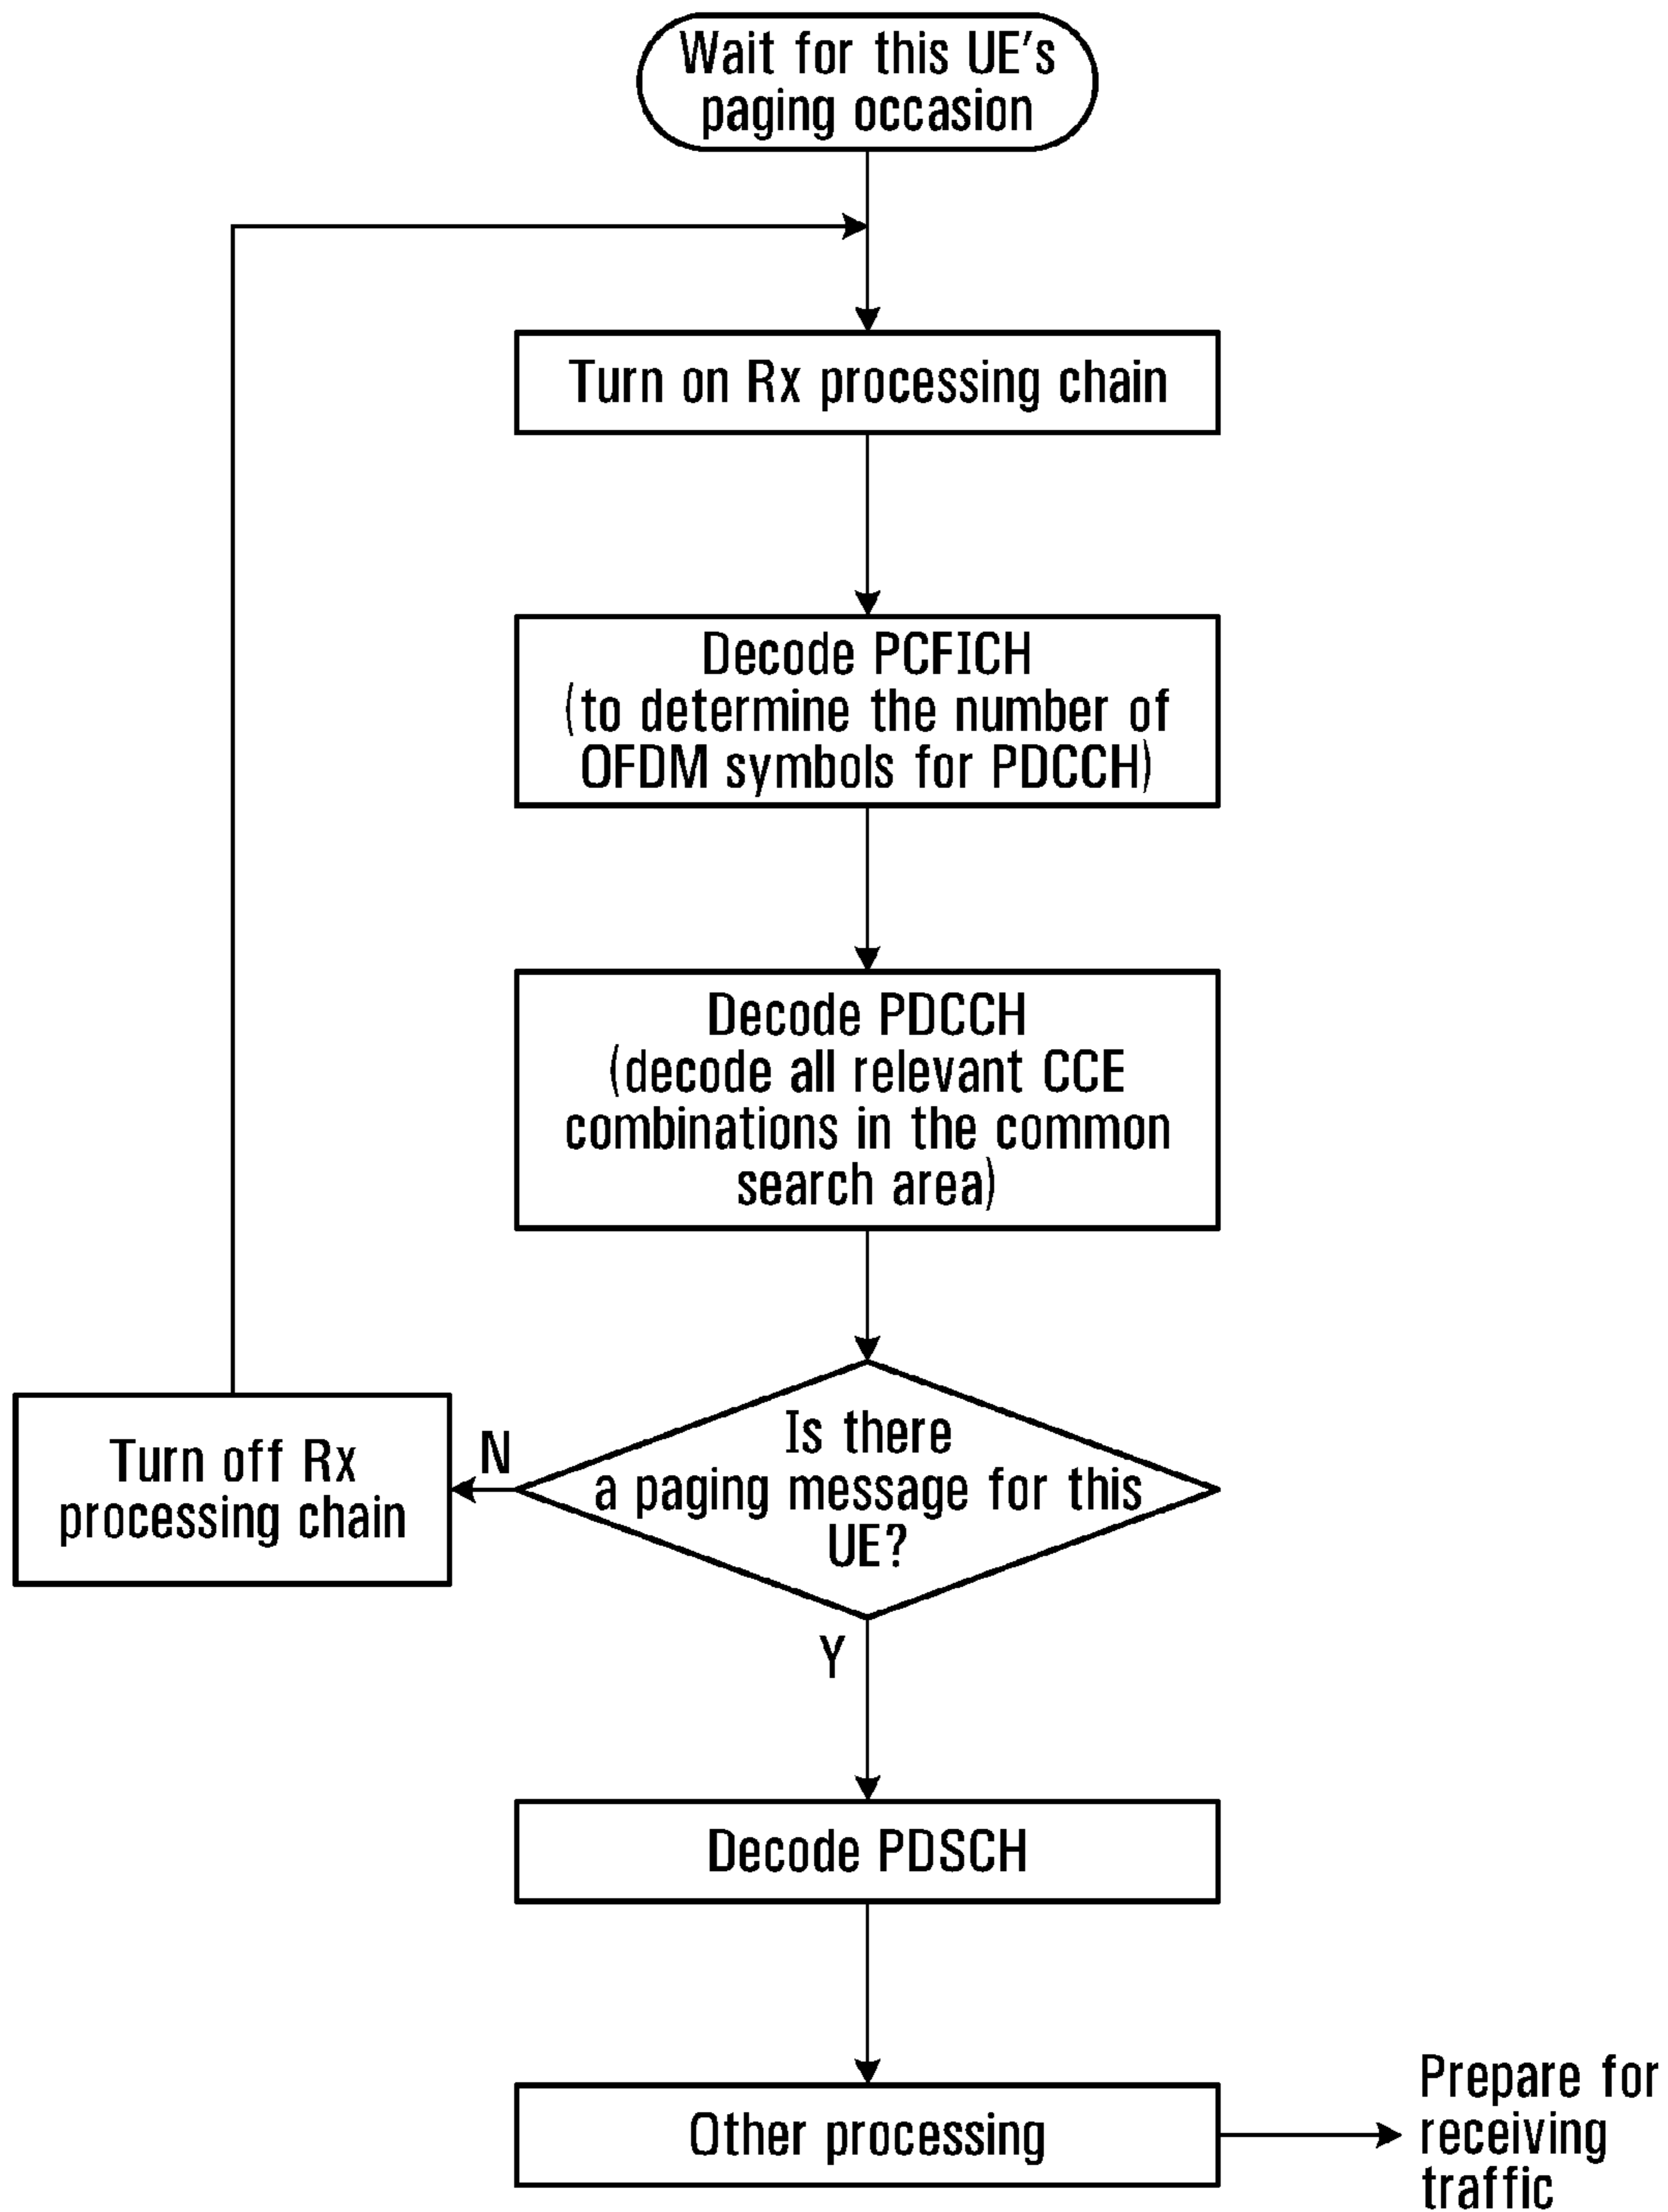 Wait for this UE's
paging occasion
Turn on Rx processing chain
Decode PCFICH
(to determine the number of
OFDM symbols for PDCCH)
Decode PDCCH
(decode all relevant CCE
combinations in the common
search area)
Is there
a paging message for this
UE?
N
Turn off Rx
processing chain
Y
Decode PDSCH
Other processing
Prepare for
receiving
traffic